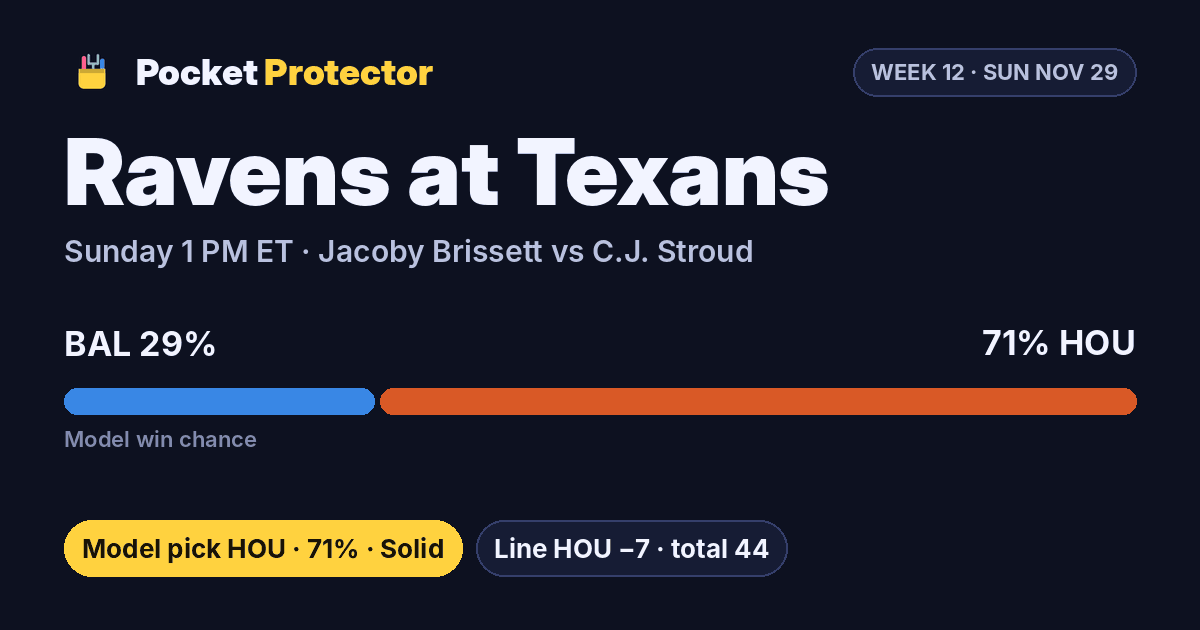 Pocket Protector
WEEK 12 · SUN NOV 29
Ravens at Texans
Sunday 1 PM ET · Jacoby Brissett vs C.J. Stroud
BAL 29%
71% HOU
Model win chance
Model pick HOU · 71% · Solid
Line HOU −7 · total 44